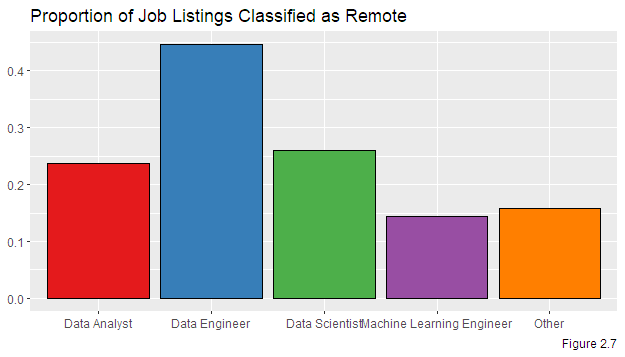 Proportion of Job Listings Classified as Remote
0.4
0.3
0.2
0.1
0.0
Data Analyst Data Engineer Data Scientist Machine Learning Engineer Other
Figure 2.7